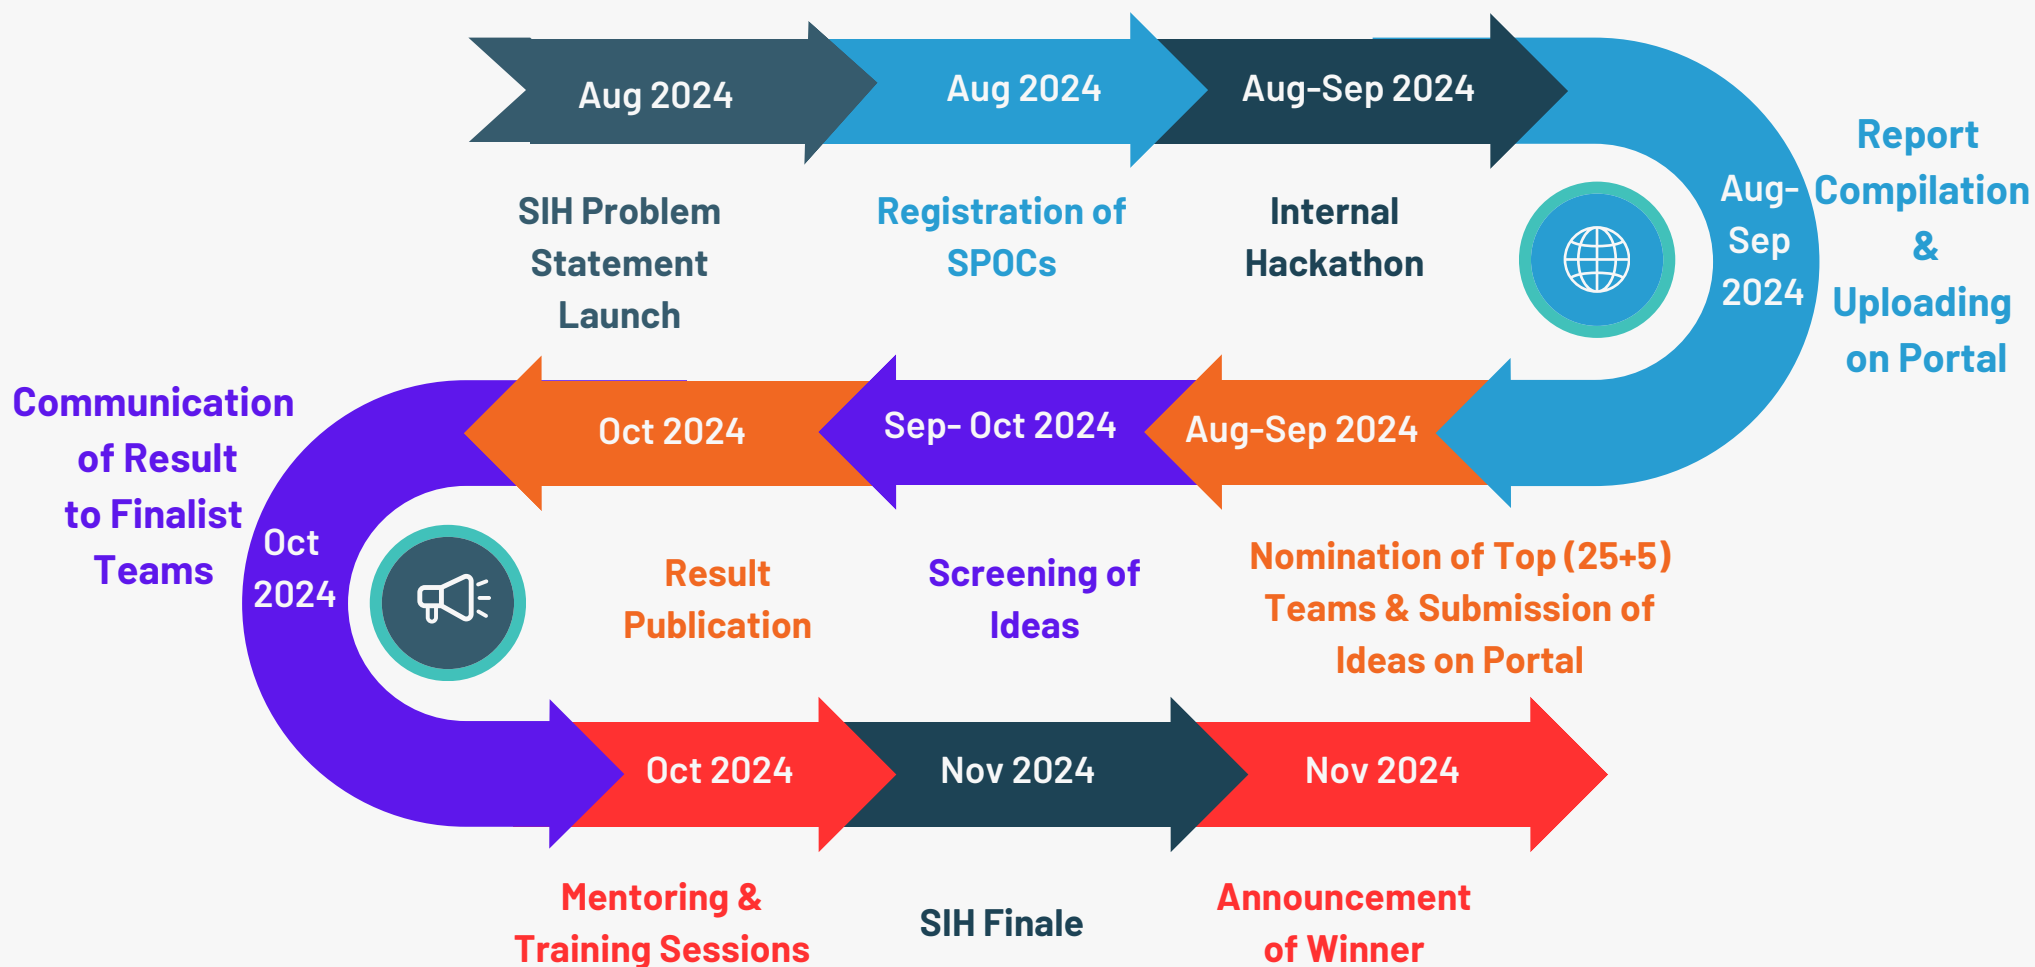 Aug 2024
SIH Problem
Statement
Launch
Aug 2024
Registration of
SPOCs
Aug-Sep 2024
Internal
Hackathon
Aug-
Sep
2024
Report
Compilation
&
Uploading
on Portal
Aug-Sep 2024
Nomination of Top (25+5)
Teams & Submission of
Ideas on Portal
Sep- Oct 2024
Screening of
Ideas
Oct 2024
Result
Publication
Oct
2024
Communication
of Result
to Finalist
Teams
Oct 2024
Mentoring &
Training Sessions
Nov 2024
SIH Finale
Nov 2024
Announcement
of Winner